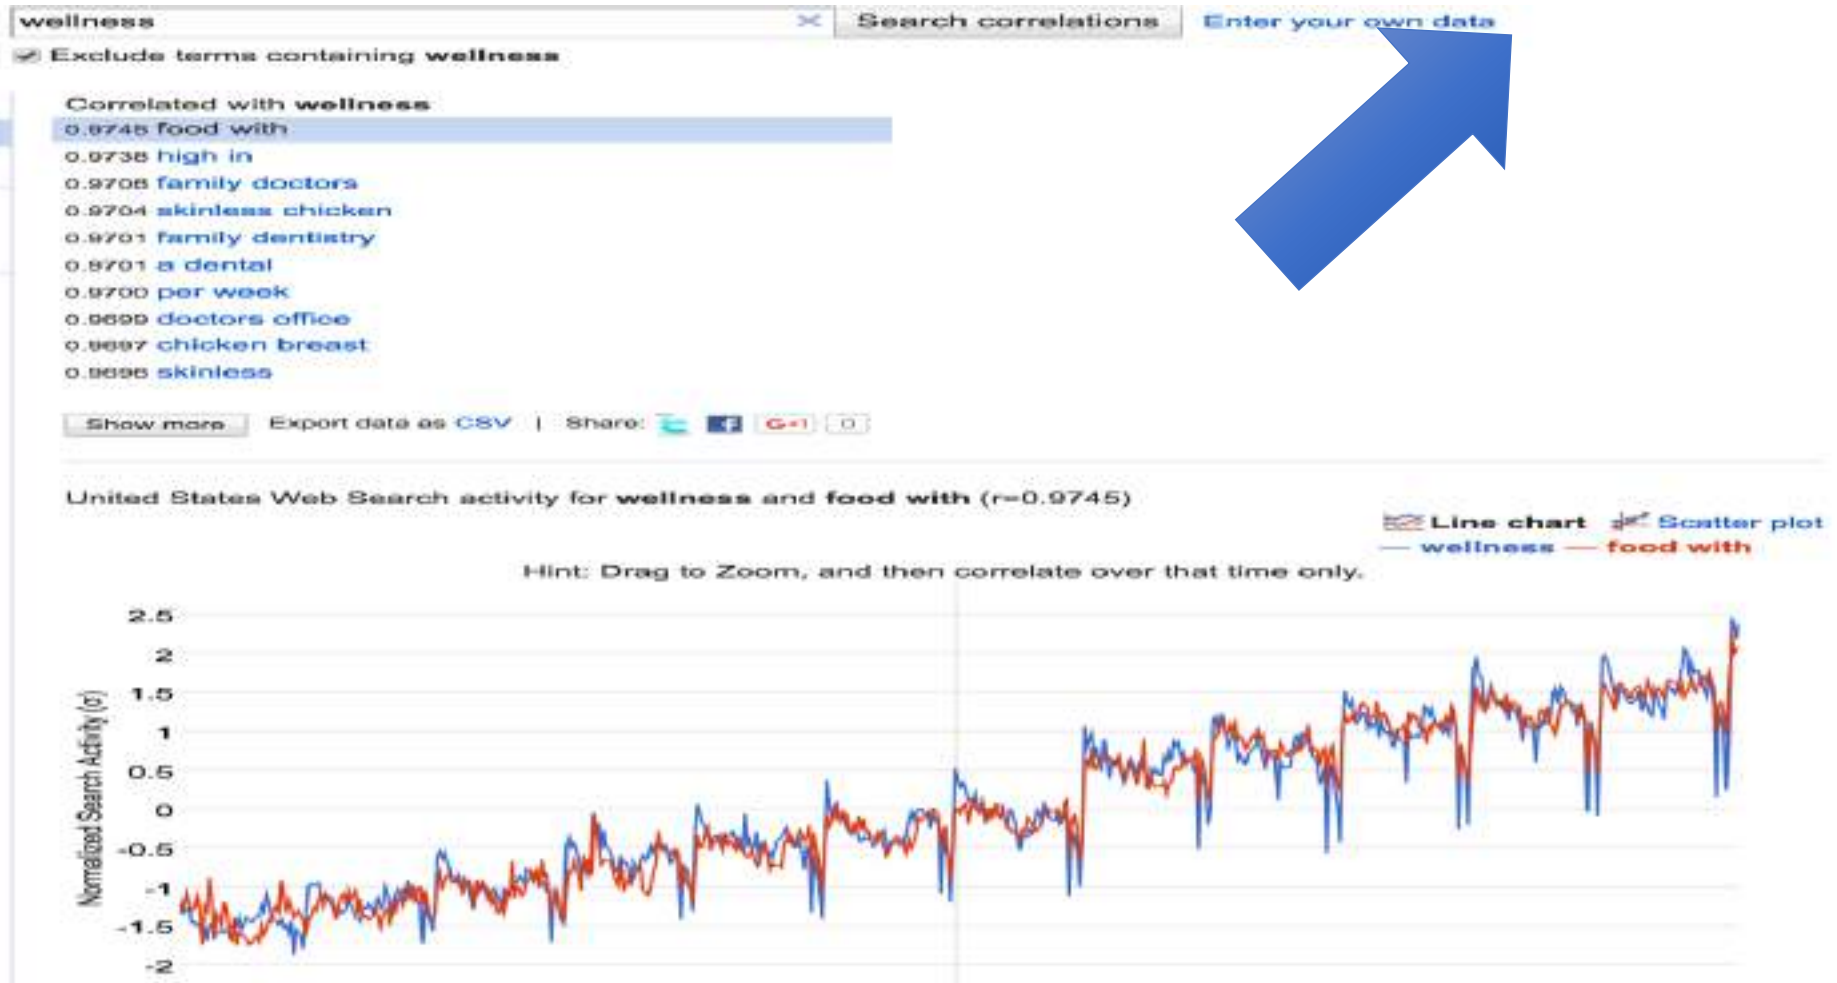 wellness × Search correlations Enter your own data
Exclude terms containing wellness
Correlated with wellness
0.9745 food with
0.9738 high in
0.9706 family doctors
0.9704 skinless chicken
0.9701 family dentistry
0.9701 a dental
0.9700 per week
0.9699 doctors office
0.9697 chicken breast
0.9696 skinless
Show more Export data as CSV | Share: G+1 0
United States Web Search activity for wellness and food with (r=0.9745)
Line chart Scatter plot
wellness food with
Hint: Drag to Zoom, and then correlate over that time only.
Normalized Search Activity (σ)
2.5
2
1.5
1
0.5
0
-0.5
-1
-1.5
-2